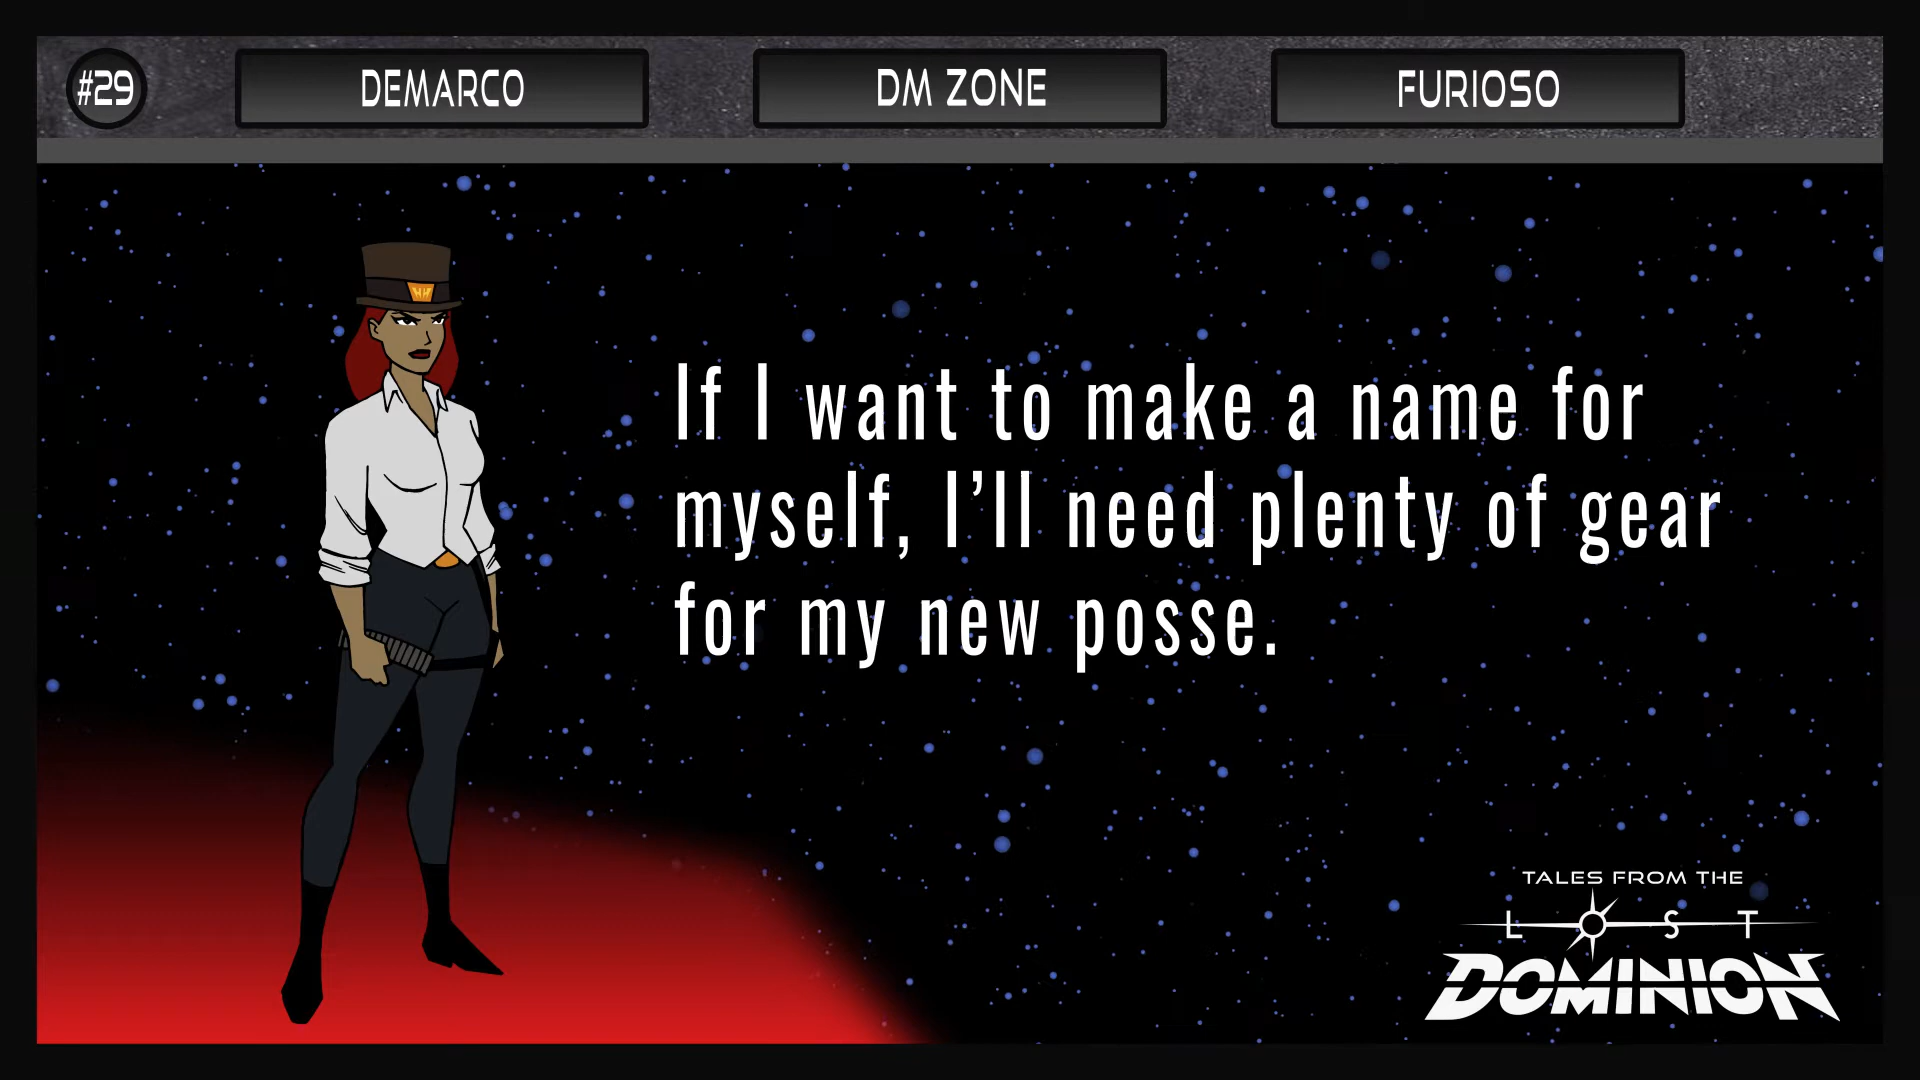 #29
DEMARCO
DM ZONE
FURIOSO
If I want to make a name for
myself, I’ll need plenty of gear
for my new posse.
TALES FROM THE
LOST
DOMINION